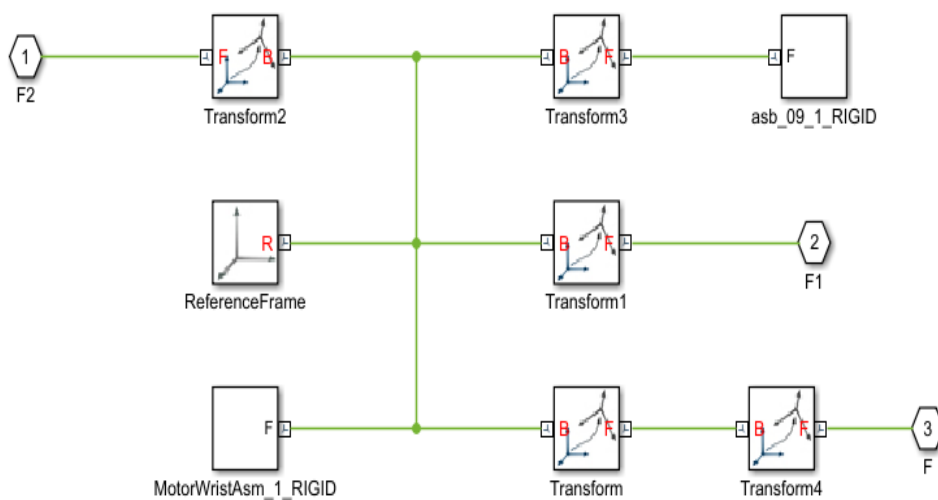 1
F B
B F
F
F2
Transform2
Transform3
asb_09_1_RIGID
R
B F
2
ReferenceFrame
Transform1
F1
F
B F
B F
3
MotorWristAsm_1_RIGID
Transform
Transform4
F